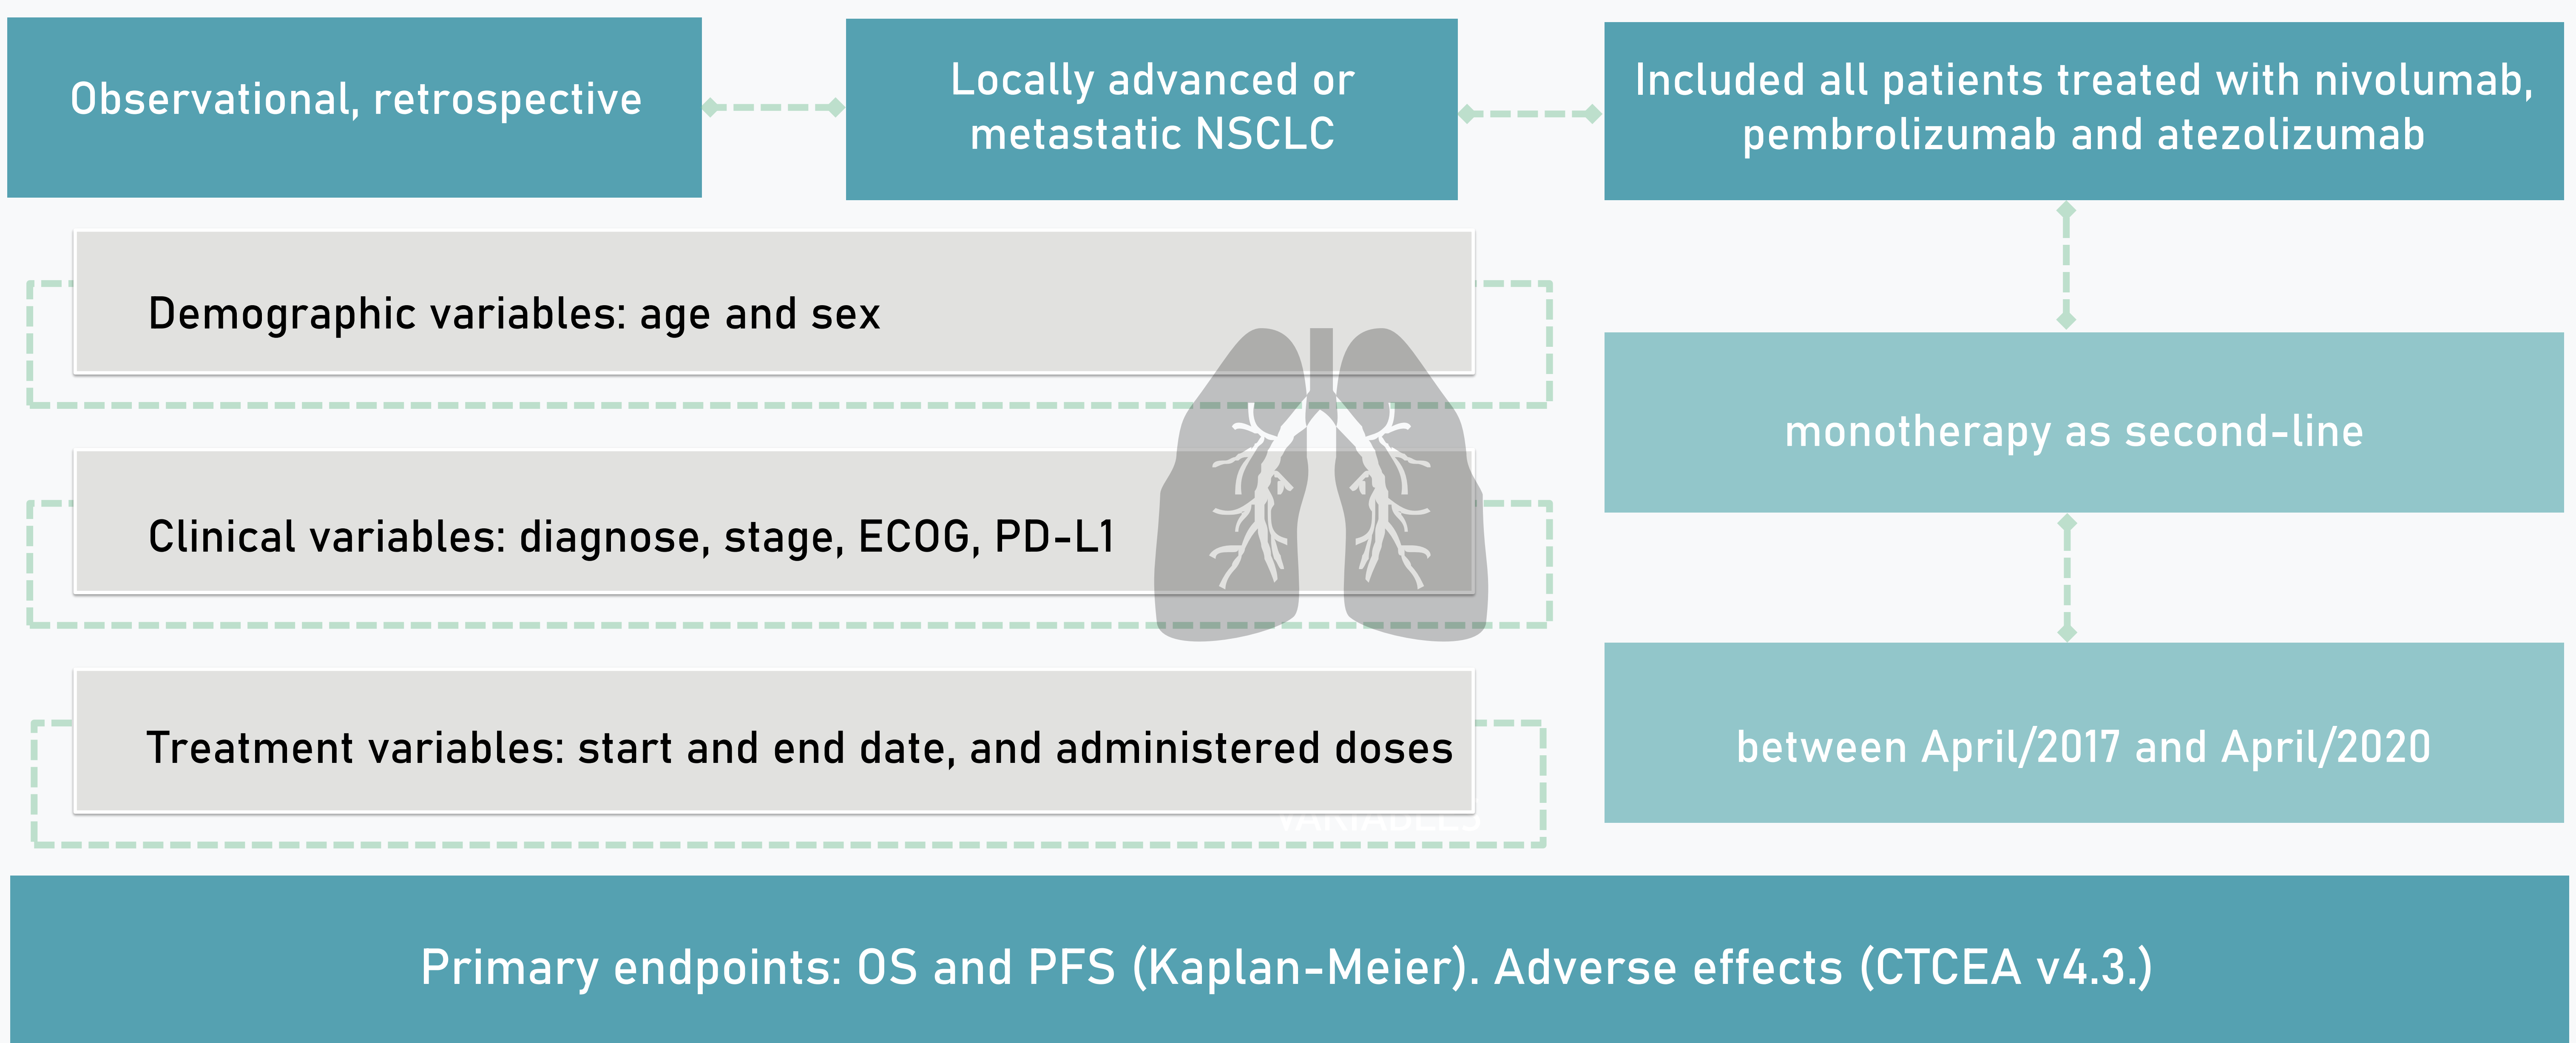 Observational, retrospective
Locally advanced or
metastatic NSCLC
Included all patients treated with nivolumab,
pembrolizumab and atezolizumab
Demographic variables: age and sex
Clinical variables: diagnose, stage, ECOG, PD-L1
Treatment variables: start and end date, and administered doses
VARIABLES
monotherapy as second-line
between April/2017 and April/2020
Primary endpoints: OS and PFS (Kaplan-Meier). Adverse effects (CTCEA v4.3.)